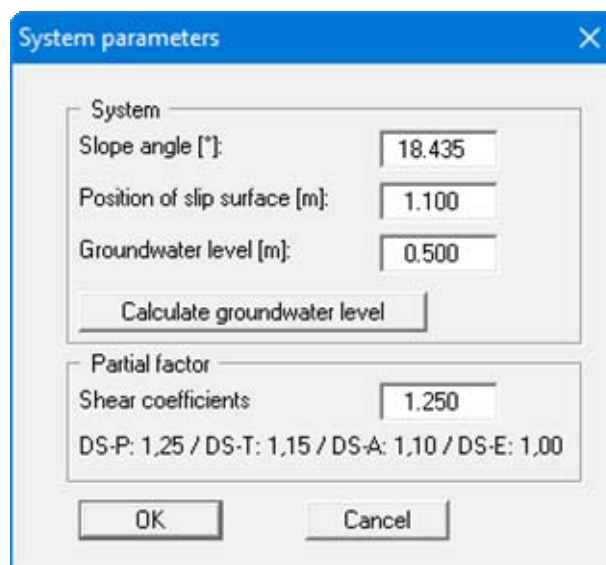 System parameters
System
Slope angle [°]: 18.435
Position of slip surface [m]: 1.100
Groundwater level [m]: 0.500
Calculate groundwater level
Partial factor
Shear coefficients 1.250
DS-P: 1,25 / DS-T: 1,15 / DS-A: 1,10 / DS-E: 1,00
OK Cancel